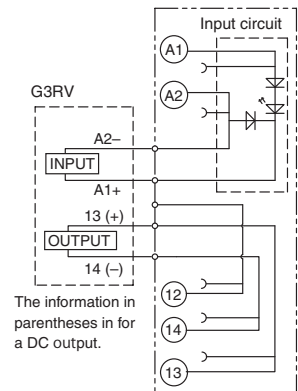 Input circuit
A1
A2
G3RV
A2–
INPUT
A1+
13 (+)
OUTPUT
14 (–)
12
14
13
The information in
parentheses in for
a DC output.